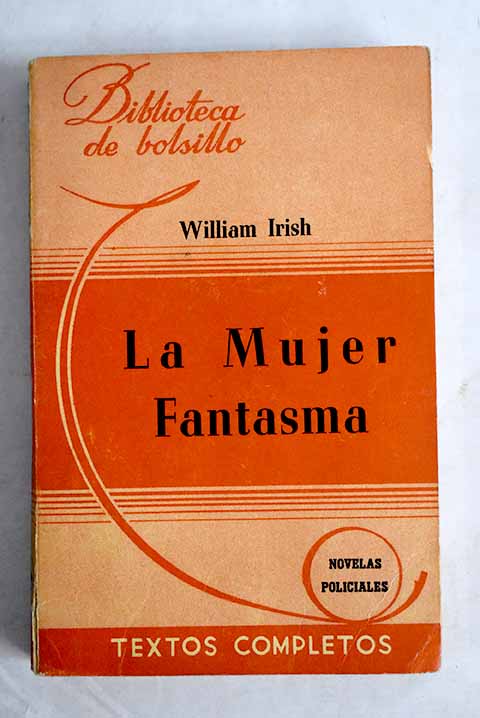 Biblioteca
de bolsillo
William Irish
La Mujer
Fantasma
NOVELAS
POLICIALES
TEXTOS COMPLETOS